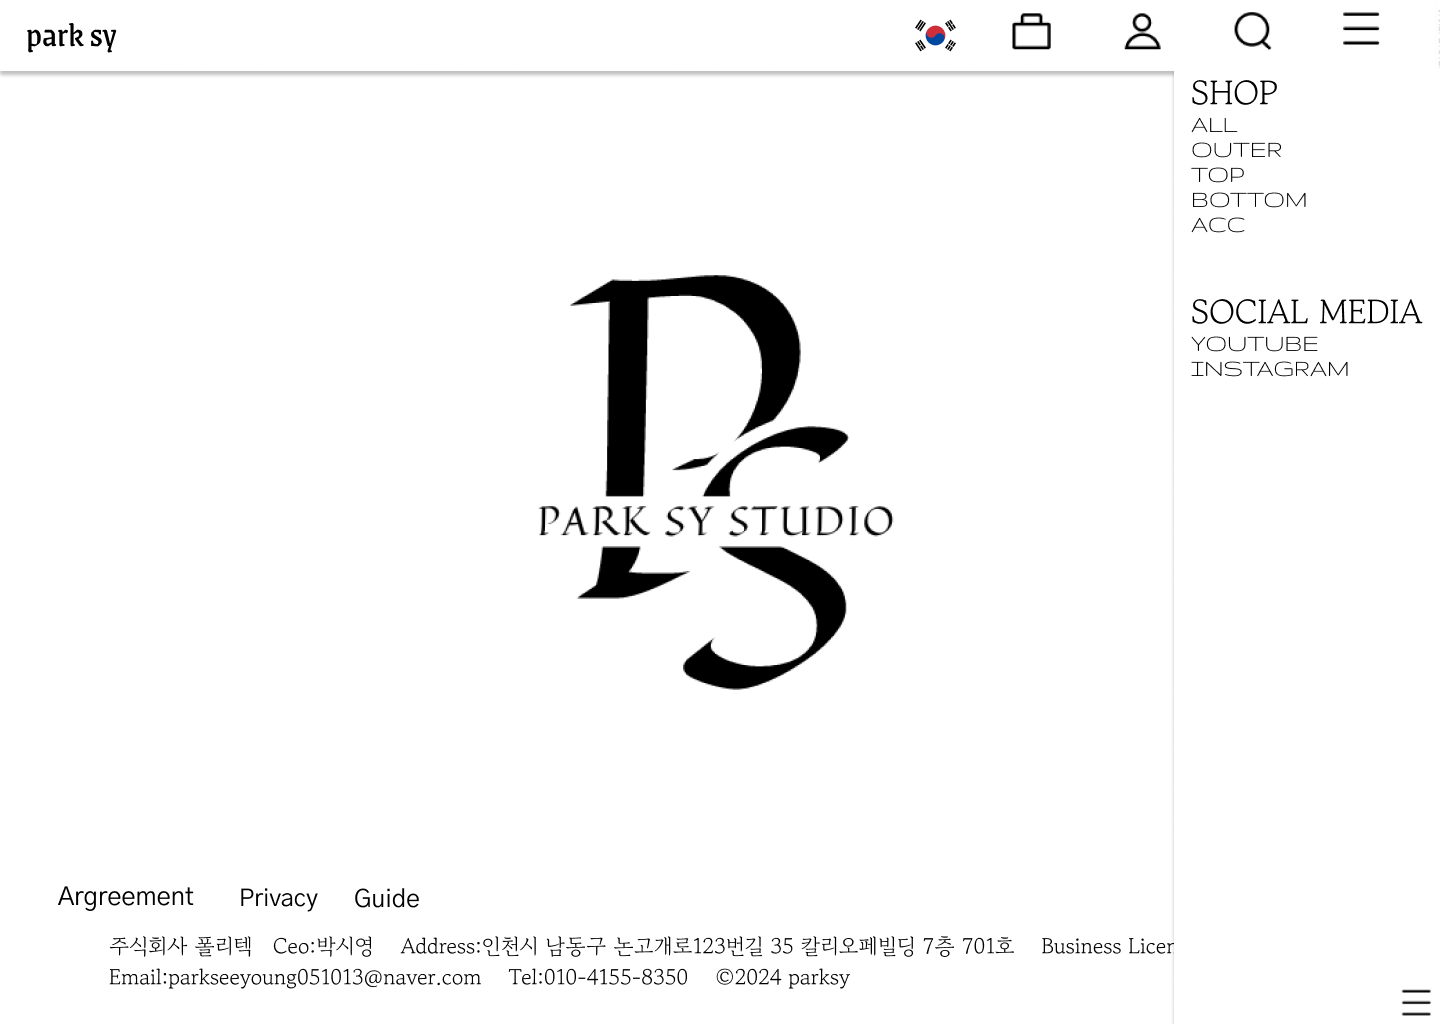 park sy
SHOP
ALL
OUTER
TOP
BOTTOM
ACC
SOCIAL MEDIA
YOUTUBE
INSTAGRAM
PS
PARK SY STUDIO
Argreement Privacy Guide
주식회사 폴리텍 Ceo:박시영 Address:인천시 남동구 논고개로123번길 35 칼리오페빌딩 7층 701호 Business Licen
Email:parkseeyoung051013@naver.com Tel:010-4155-8350 ©2024 parksy